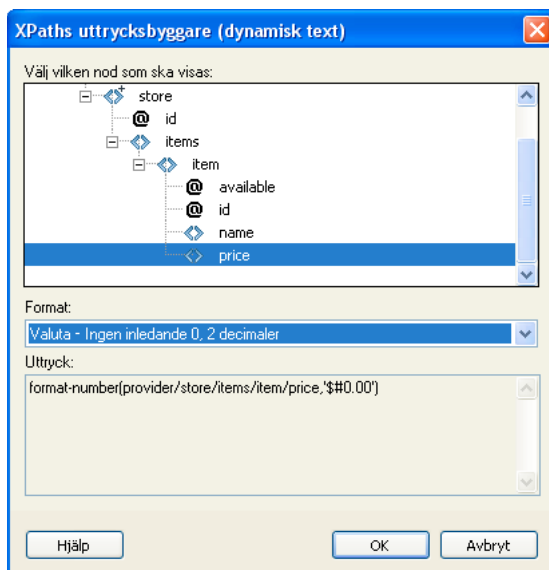 XPaths uttrycksbyggare (dynamisk text)
Välj vilken nod som ska visas:
store
@ id
items
item
@ available
@ id
name
price
Format:
Valuta - Ingen inledande 0, 2 decimaler
Uttryck:
format-number(provider/store/items/item/price,'$#0.00')
Hjälp OK Avbryt